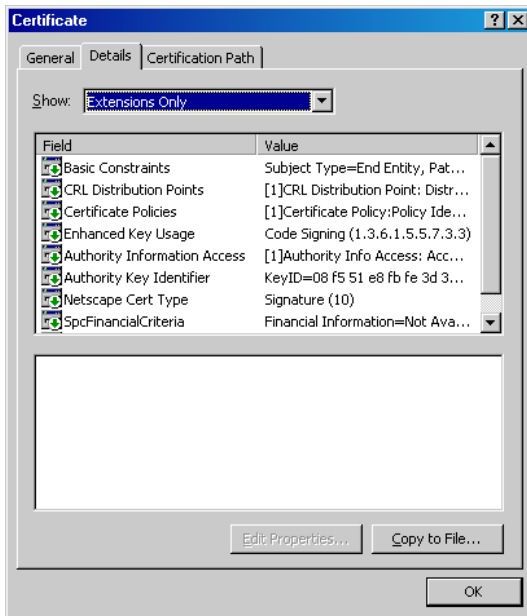 Certificate
General Details Certification Path
Show: Extensions Only
Field Value
Basic Constraints Subject Type=End Entity, Pat...
CRL Distribution Points [1]CRL Distribution Point: Distr...
Certificate Policies [1]Certificate Policy:Policy Ide...
Enhanced Key Usage Code Signing (1.3.6.1.5.5.7.3.3)
Authority Information Access [1]Authority Info Access: Acc...
Authority Key Identifier KeyID=08 f5 51 e8 fb fe 3d 3...
Netscape Cert Type Signature (10)
SpcFinancialCriteria Financial Information=Not Ava...
Edit Properties... Copy to File...
OK